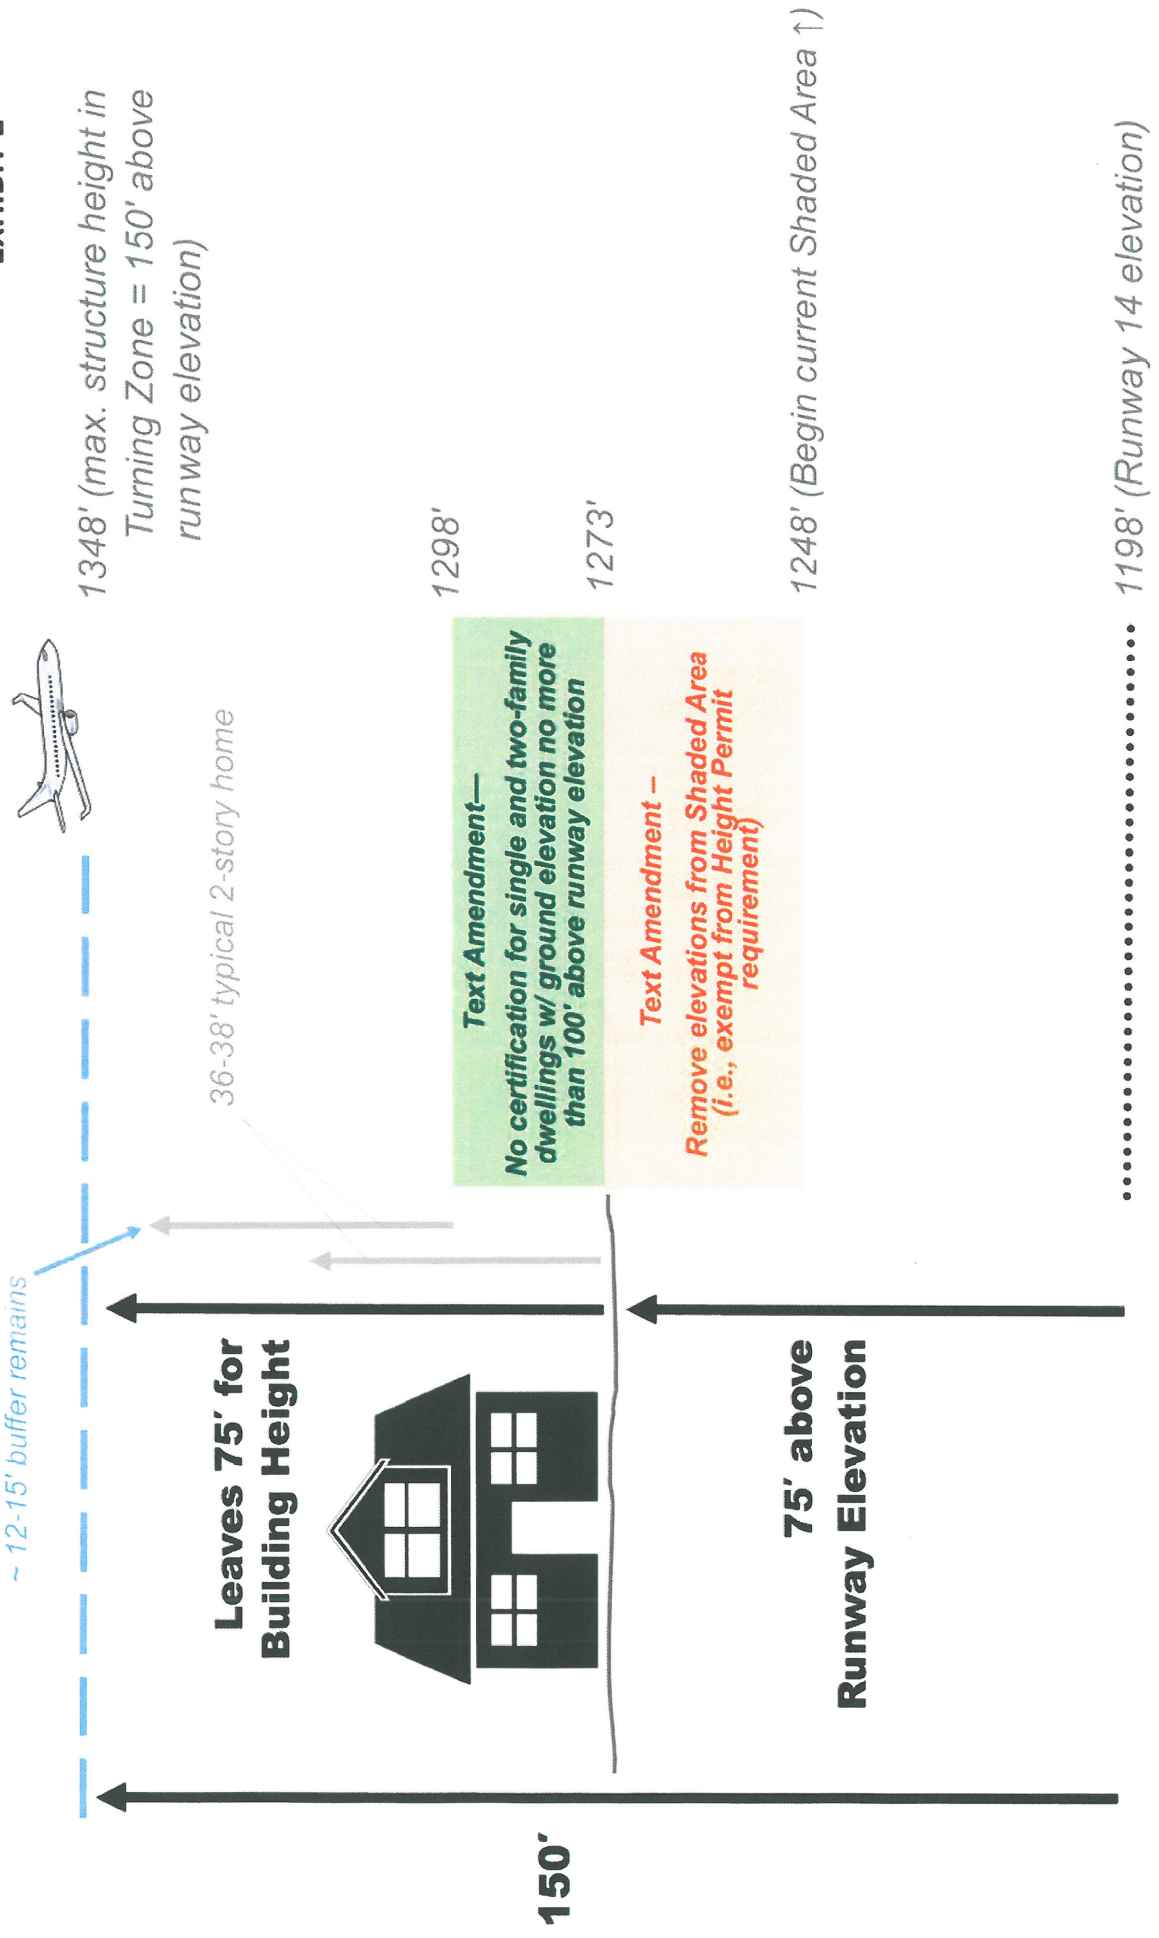 1348' (max. structure height in
Turning Zone = 150' above
runway elevation)
~ 12-15' buffer remains
36-38' typical 2-story home
Leaves 75' for
Building Height
1298'
Text Amendment—
No certification for single and two-family
dwellings w/ ground elevation no more
than 100' above runway elevation
150'
1273'
Text Amendment –
Remove elevations from Shaded Area
(i.e., exempt from Height Permit
requirement)
75' above
Runway Elevation
1248' (Begin current Shaded Area ↑)
1198' (Runway 14 elevation)